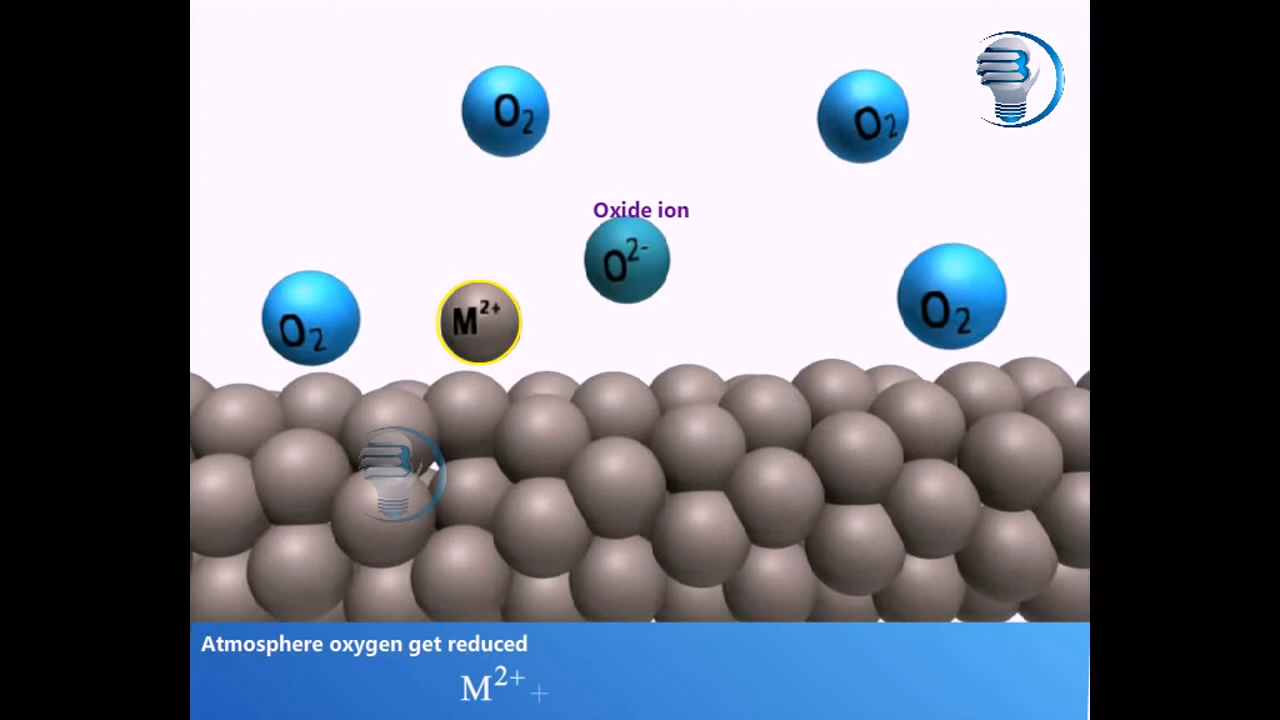 O₂
O₂
Oxide ion
O²⁻
O₂
M²⁺
O₂
Atmosphere oxygen get reduced
M²⁺ +